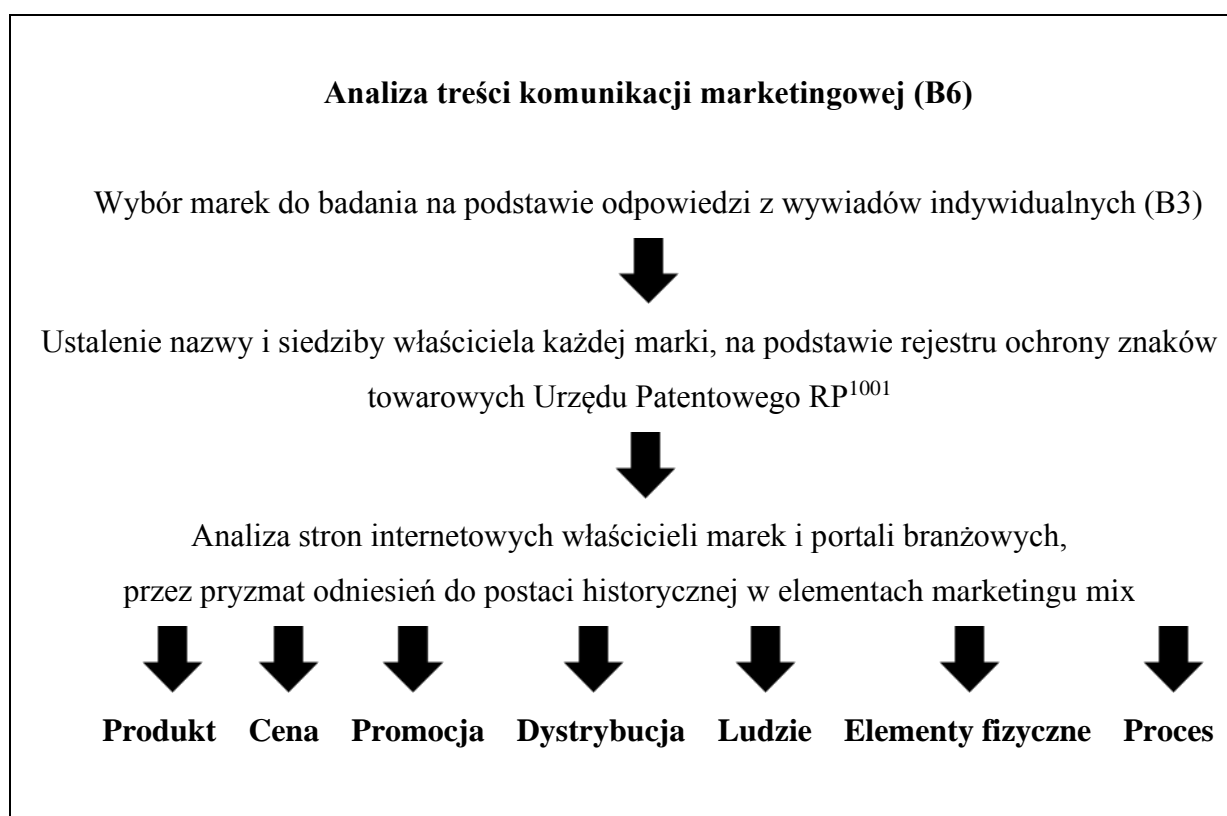 Analiza treści komunikacji marketingowej (B6)
Wybór marek do badania na podstawie odpowiedzi z wywiadów indywidualnych (B3)
Ustalenie nazwy i siedziby właściciela każdej marki, na podstawie rejestru ochrony znaków
towarowych Urzędu Patentowego RP1001
Analiza stron internetowych właścicieli marek i portali branżowych,
przez pryzmat odniesień do postaci historycznej w elementach marketingu mix
Produkt Cena Promocja Dystrybucja Ludzie Elementy fizyczne Proces